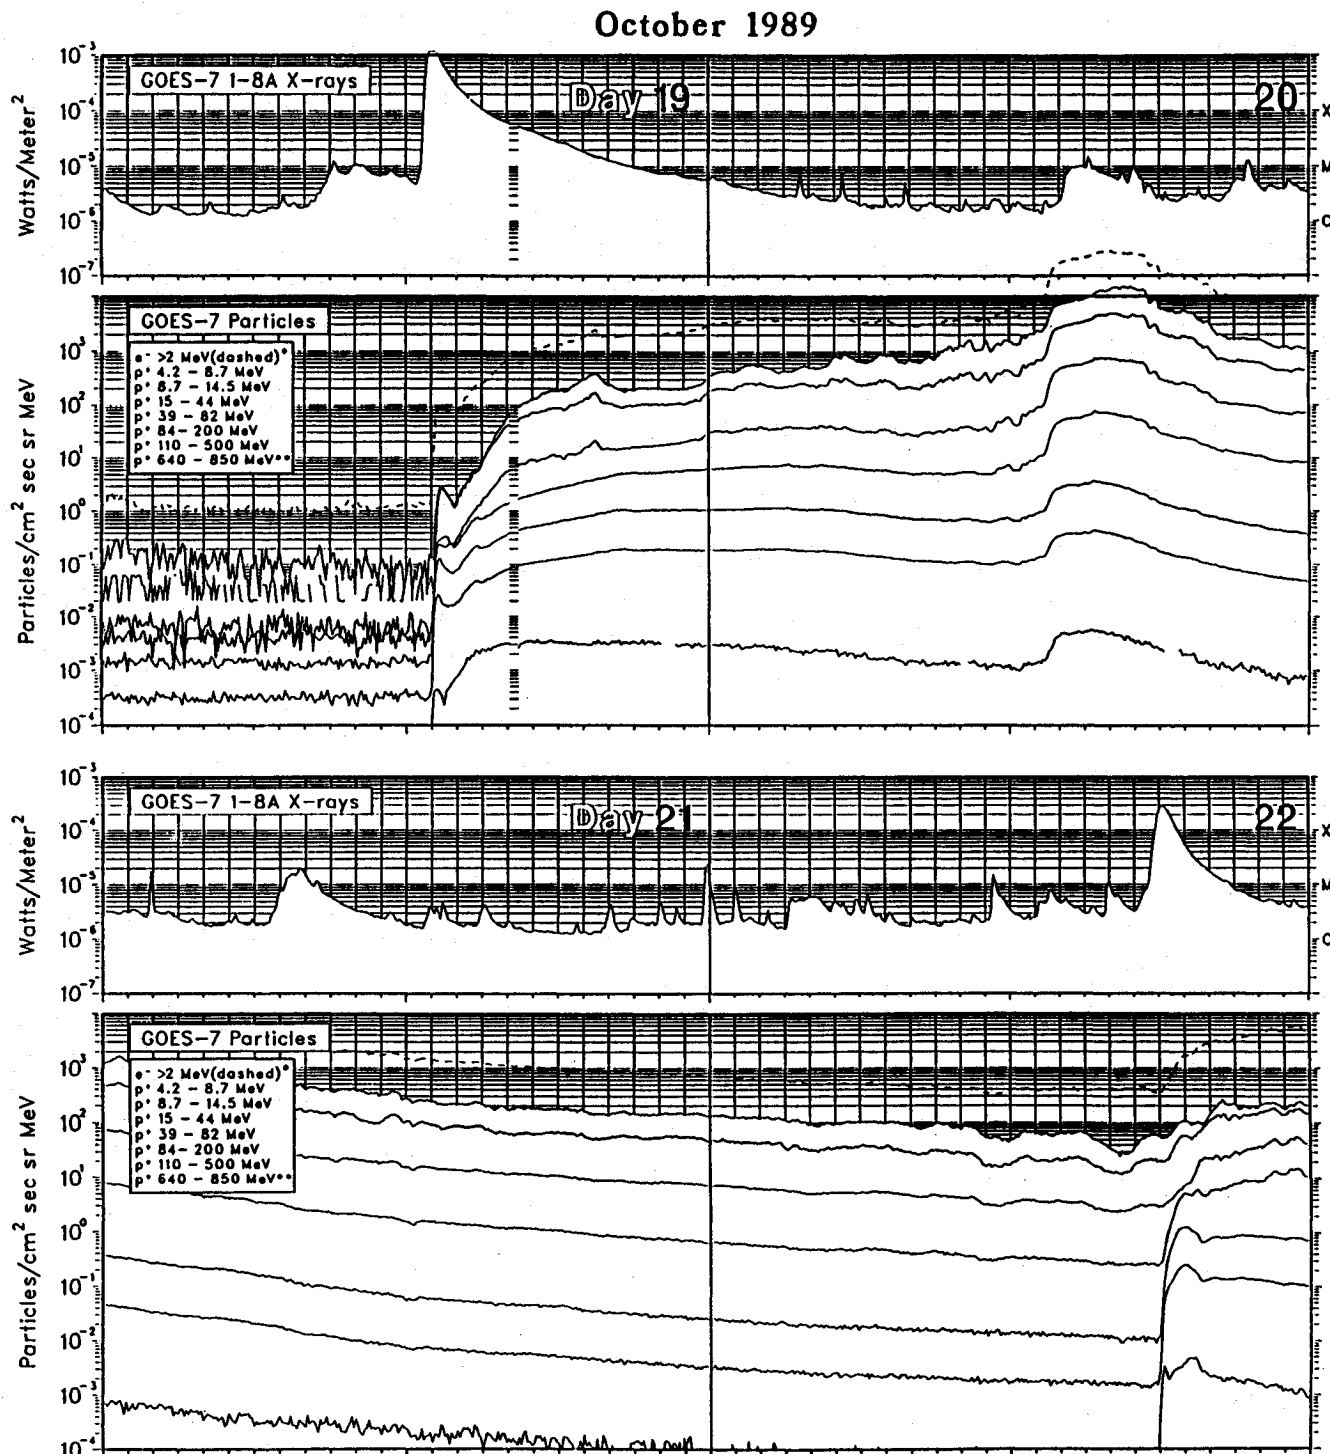 October 1989
10⁻³
GOES-7 1-8A X-rays
Day 19
20
10⁻⁴
X
10⁻⁵
M
10⁻⁶
C
10⁻⁷
Watts/Meter²
GOES-7 Particles
e⁻ >2 MeV(dashed)*
p⁺ 4.2 - 8.7 MeV
p⁺ 8.7 - 14.5 MeV
p⁺ 15 - 44 MeV
p⁺ 39 - 82 MeV
p⁺ 84- 200 MeV
p⁺ 110 - 500 MeV
p⁺ 640 - 850 MeV**
10³
10²
10¹
10⁰
10⁻¹
10⁻²
10⁻³
10⁻⁴
Particles/cm² sec sr MeV
10⁻³
GOES-7 1-8A X-rays
Day 21
22
10⁻⁴
X
10⁻⁵
M
10⁻⁶
C
10⁻⁷
Watts/Meter²
GOES-7 Particles
e⁻ >2 MeV(dashed)*
p⁺ 4.2 - 8.7 MeV
p⁺ 8.7 - 14.5 MeV
p⁺ 15 - 44 MeV
p⁺ 39 - 82 MeV
p⁺ 84- 200 MeV
p⁺ 110 - 500 MeV
p⁺ 640 - 850 MeV**
10³
10²
10¹
10⁰
10⁻¹
10⁻²
10⁻³
10⁻⁴
Particles/cm² sec sr MeV